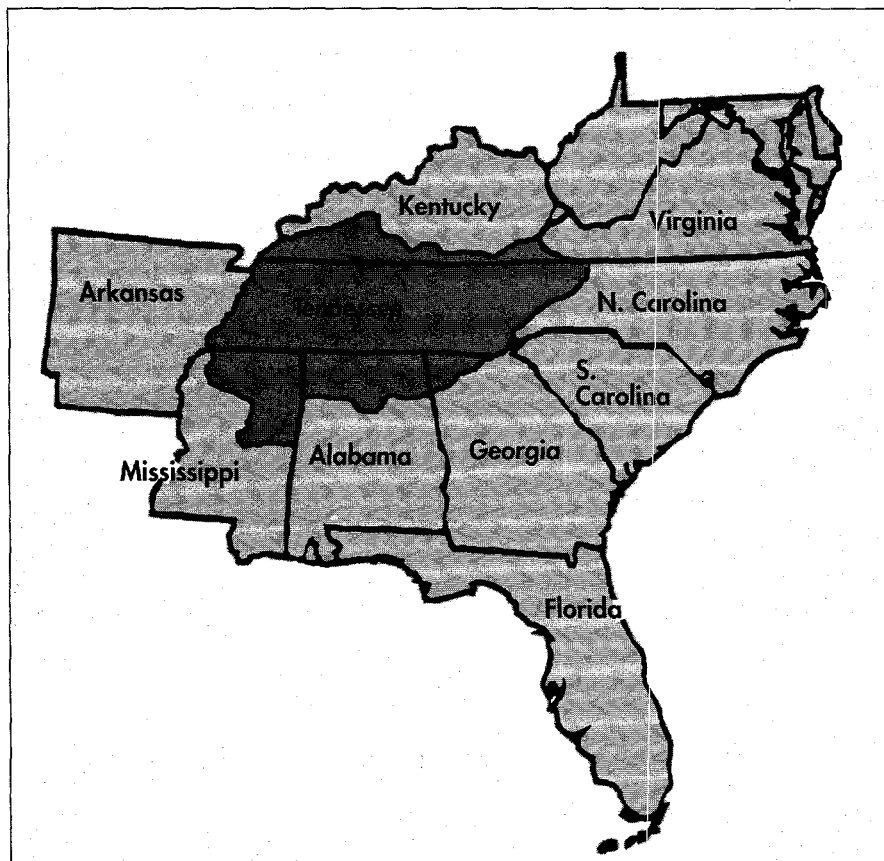 Kentucky
Virginia
Arkansas
Tennessee
N. Carolina
S.
Carolina
Mississippi
Alabama
Georgia
Florida